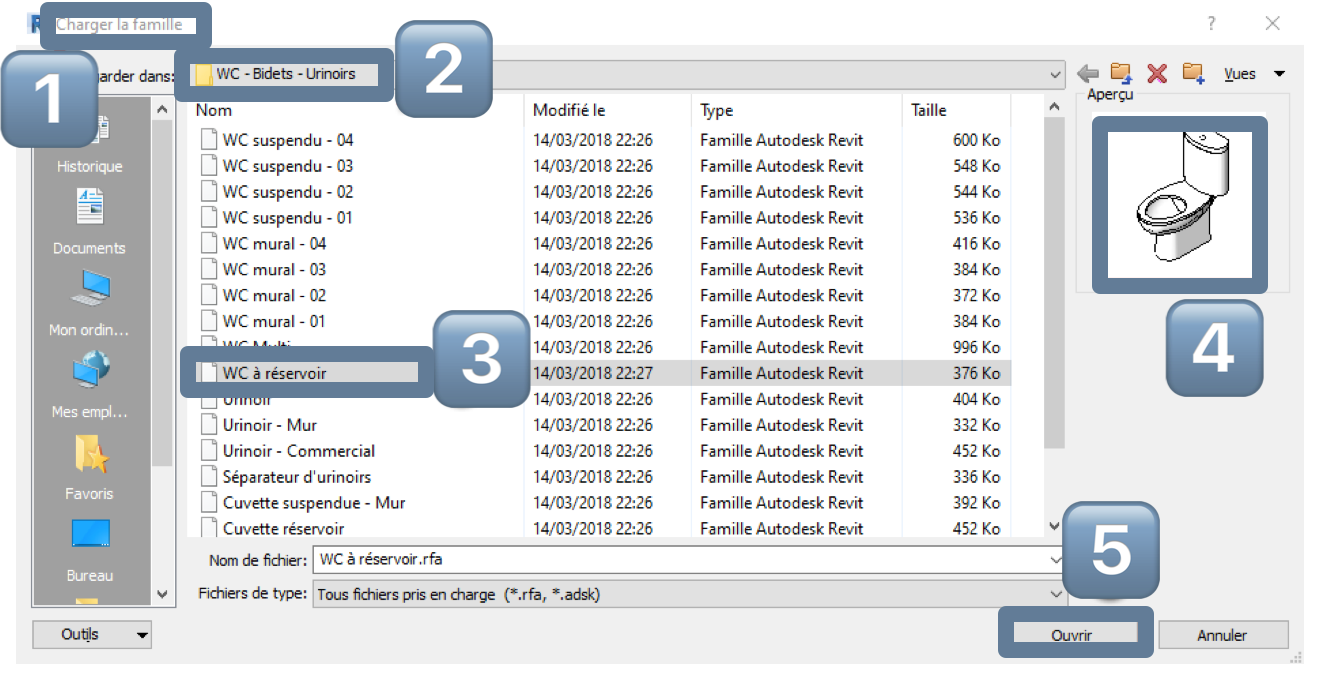 Charger la famille
?
1
arder dans:
WC - Bidets - Urinoirs
2
Vues
Aperçu
Nom Modifié le Type Taille
WC suspendu - 04 14/03/2018 22:26 Famille Autodesk Revit 600 Ko
WC suspendu - 03 14/03/2018 22:26 Famille Autodesk Revit 548 Ko
WC suspendu - 02 14/03/2018 22:26 Famille Autodesk Revit 544 Ko
WC suspendu - 01 14/03/2018 22:26 Famille Autodesk Revit 536 Ko
WC mural - 04 14/03/2018 22:26 Famille Autodesk Revit 416 Ko
WC mural - 03 14/03/2018 22:26 Famille Autodesk Revit 384 Ko
WC mural - 02 14/03/2018 22:26 Famille Autodesk Revit 372 Ko
WC mural - 01 14/03/2018 22:26 Famille Autodesk Revit 384 Ko
WC Multi 14/03/2018 22:26 Famille Autodesk Revit 996 Ko
WC à réservoir 14/03/2018 22:27 Famille Autodesk Revit 376 Ko
Urinoir 14/03/2018 22:26 Famille Autodesk Revit 404 Ko
Urinoir - Mur 14/03/2018 22:26 Famille Autodesk Revit 332 Ko
Urinoir - Commercial 14/03/2018 22:26 Famille Autodesk Revit 452 Ko
Séparateur d'urinoirs 14/03/2018 22:26 Famille Autodesk Revit 336 Ko
Cuvette suspendue - Mur 14/03/2018 22:26 Famille Autodesk Revit 392 Ko
Cuvette réservoir 14/03/2018 22:26 Famille Autodesk Revit 452 Ko
3
4
Historique
Documents
Mon ordin...
Mes empl...
Favoris
Bureau
Nom de fichier: WC à réservoir.rfa
Fichiers de type: Tous fichiers pris en charge (*.rfa, *.adsk)
5
Outils
Ouvrir
Annuler